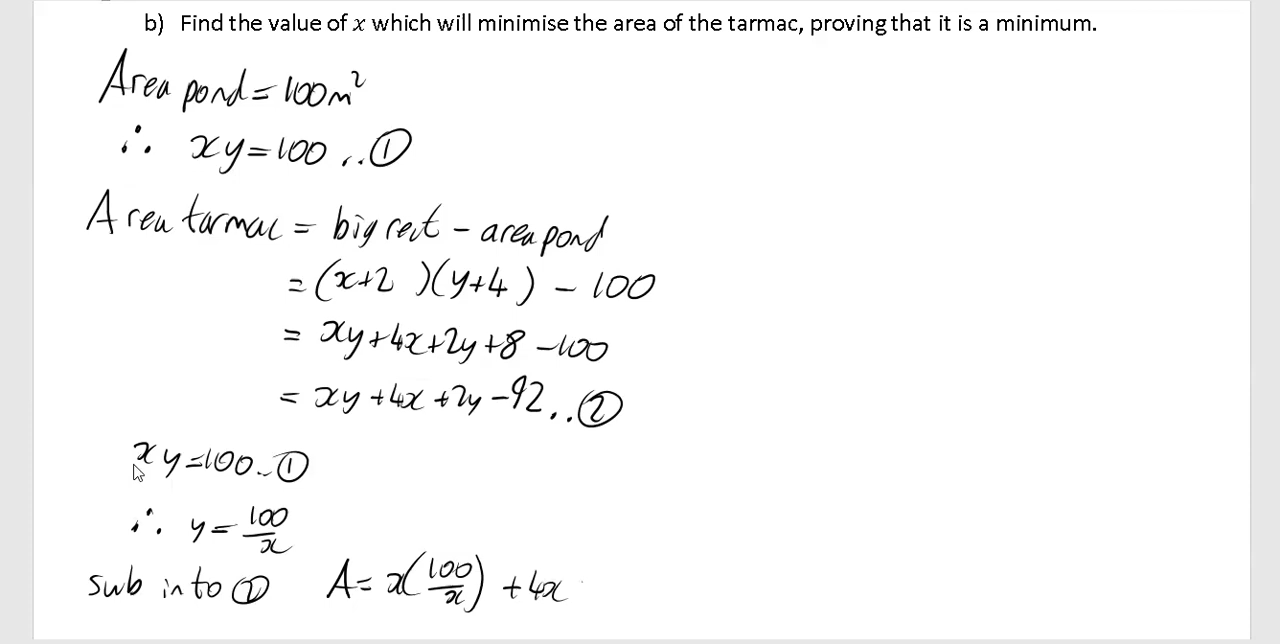 b) Find the value of x which will minimise the area of the tarmac, proving that it is a minimum.
Area pond = 100m²
∴ xy = 100 ..①
Area tarmac = big rect - area pond
= (x+2 )(y+4) - 100
= xy+4x+2y+8-100
= xy+4x+2y-92..②
xy=100..①
∴ y = 100/x
sub into ② A = x(100/x) + 4x